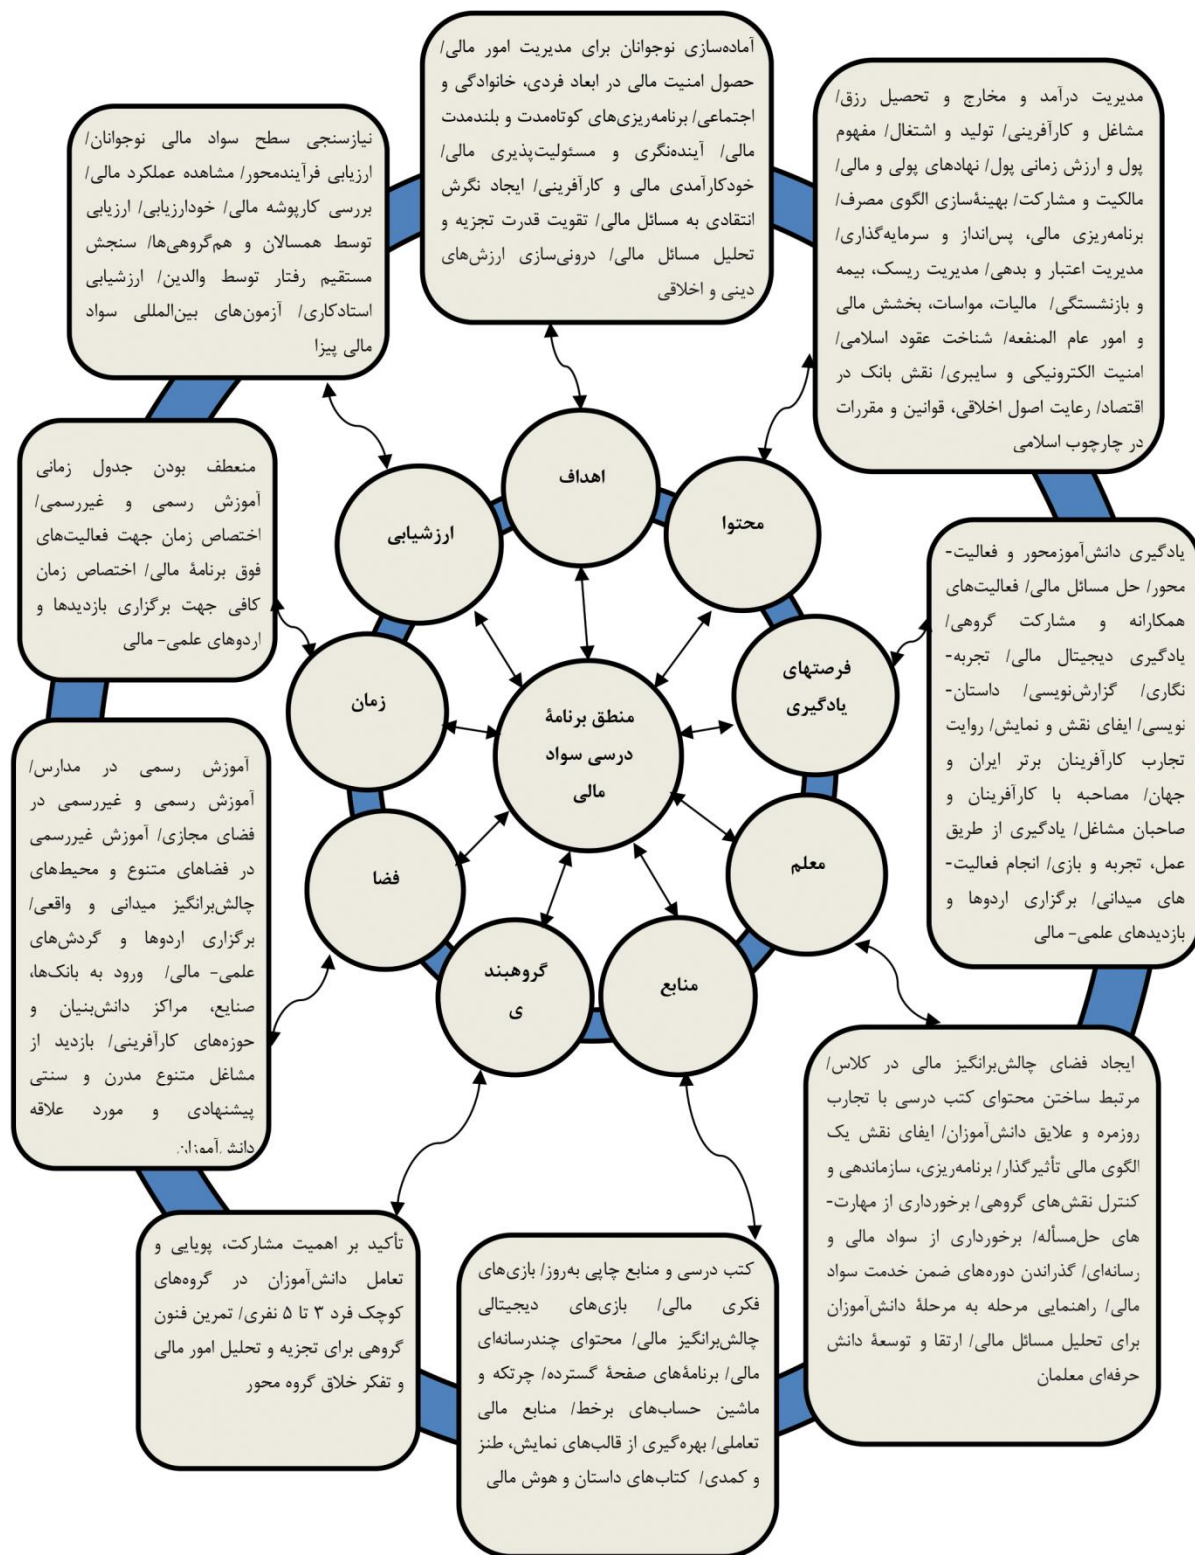 آماده‌سازی نوجوانان برای مدیریت امور مالی/
حصول امنیت مالی در ابعاد فردی، خانوادگی و
اجتماعی/ برنامه‌ریزی‌های کوتاه‌مدت و بلندمدت
مالی/ آینده‌نگری و مسئولیت‌پذیری مالی/
خودکارآمدی مالی و کارآفرینی/ ایجاد نگرش
انتقادی به مسائل مالی/ تقویت قدرت تجزیه و
تحلیل مسائل مالی/ درونی‌سازی ارزش‌های
دینی و اخلاقی
مدیریت درآمد و مخارج و تحصیل رزق/
مشاغل و کارآفرینی/ تولید و اشتغال/ مفهوم
پول و ارزش زمانی پول/ نهادهای پولی و مالی/
مالکیت و مشارکت/ بهینهٔسازی الگوی مصرف/
برنامه‌ریزی مالی، پس‌انداز و سرمایه‌گذاری/
مدیریت اعتبار و بدهی/ مدیریت ریسک، بیمه
و بازنشستگی/ مالیات، مواسات، بخشش مالی
و امور عام المنفعه/ شناخت عقود اسلامی/
امنیت الکترونیکی و سایبری/ نقش بانک در
اقتصاد/ رعایت اصول اخلاقی، قوانین و مقررات
در چارچوب اسلامی
یادگیری دانش‌آموزمحور و فعالیت-
محور/ حل مسائل مالی/ فعالیت‌های
همکارانه و مشارکت گروهی/
یادگیری دیجیتال مالی/ تجربه-
نگاری/ گزارش‌نویسی/ داستان-
نویسی/ ایفای نقش و نمایش/ روایت
تجارب کارآفرینان برتر ایران و
جهان/ مصاحبه با کارآفرینان و
صاحبان مشاغل/ یادگیری از طریق
عمل، تجربه و بازی/ انجام فعالیت-
های میدانی/ برگزاری اردوها و
بازدیدهای علمی- مالی
ایجاد فضای چالش‌برانگیز مالی در کلاس/
مرتبط ساختن محتوای کتب درسی با تجارب
روزمره و علایق دانش‌آموزان/ ایفای نقش یک
الگوی مالی تأثیرگذار/ برنامه‌ریزی، سازماندهی و
کنترل نقش‌های گروهی/ برخورداری از مهارت-
های حل‌مسأله/ برخورداری از سواد مالی و
رسانه‌ای/ گذراندن دوره‌های ضمن خدمت سواد
مالی/ راهنمایی مرحله به مرحلهٔ دانش‌آموزان
برای تحلیل مسائل مالی/ ارتقا و توسعهٔ دانش
حرفه‌ای معلمان
کتب درسی و منابع چاپی به‌روز/ بازی‌های
فکری مالی/ بازی‌های دیجیتالی
چالش‌برانگیز مالی/ محتوای چندرسانه‌ای
مالی/ برنامهٔ‌های صفحهٔ گسترده/ چرتکه و
ماشین حساب‌های برخط/ منابع مالی
تعاملی/ بهره‌گیری از قالب‌های نمایش، طنز
و کمدی/ کتاب‌های داستان و هوش مالی
تأکید بر اهمیت مشارکت، پویایی و
تعامل دانش‌آموزان در گروه‌های
کوچک فرد ۳ تا ۵ نفری/ تمرین فنون
گروهی برای تجزیه و تحلیل امور مالی
و تفکر خلاق گروه محور
آموزش رسمی در مدارس/
آموزش رسمی و غیررسمی در
فضای مجازی/ آموزش غیررسمی
در فضاهای متنوع و محیط‌های
چالش‌برانگیز میدانی و واقعی/
برگزاری اردوها و گردش‌های
علمی- مالی/ ورود به بانک‌ها،
صنایع، مراکز دانش‌بنیان و
حوزه‌های کارآفرینی/ بازدید از
مشاغل متنوع مدرن و سنتی
پیشنهادی و مورد علاقه
دانش‌آموزان
منعطف بودن جدول زمانی
آموزش رسمی و غیررسمی/
اختصاص زمان جهت فعالیت‌های
فوق برنامهٔ مالی/ اختصاص زمان
کافی جهت برگزاری بازدیدها و
اردوهای علمی- مالی
نیازسنجی سطح سواد مالی نوجوانان/
ارزیابی فرآیندمحور/ مشاهده عملکرد مالی/
بررسی کارپوشه مالی/ خودارزیابی/ ارزیابی
توسط همسالان و هم‌گروهی‌ها/ سنجش
مستقیم رفتار توسط والدین/ ارزشیابی
استادکاری/ آزمون‌های بین‌المللی سواد
مالی پیزا
اهداف
محتوا
فرصتهای
یادگیری
معلم
منابع
گروهبند
ی
فضا
زمان
ارزشیابی
منطق برنامهٔ
درسی سواد
مالی